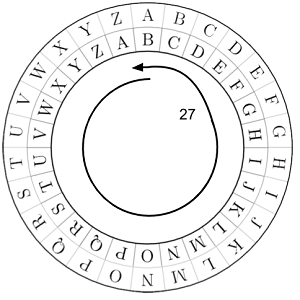 A B C D E F G H I J K L M N O P Q R S T U V W X Y Z
B C D E F G H I J K L M N O P Q R S T U V W X Y Z A
27